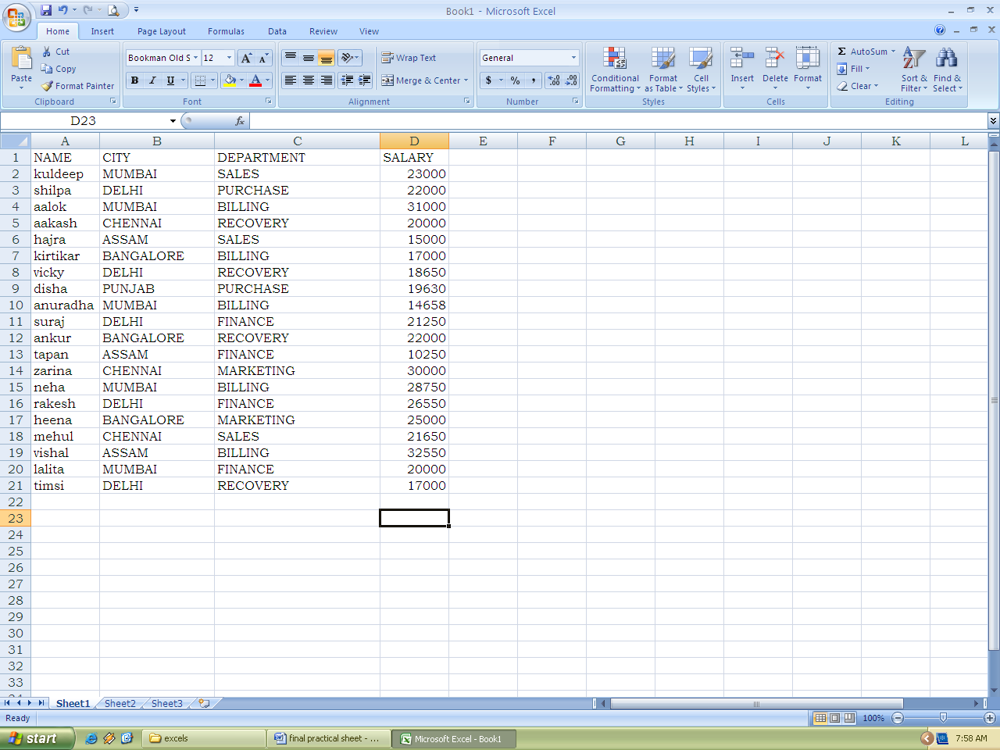 Book1 - Microsoft Excel
Home Insert Page Layout Formulas Data Review View
Paste Cut Copy Format Painter Clipboard
Bookman Old S 12 B I U A A A Font
Wrap Text Merge & Center Alignment
General $ % , .00 .0 Number
Conditional Formatting Format as Table Cell Styles Styles
Insert Delete Format Cells
Σ AutoSum Fill Clear Sort & Filter Find & Select Editing
D23 fx
A B C D E F G H I J K L
1 NAME CITY DEPARTMENT SALARY
2 kuldeep MUMBAI SALES 23000
3 shilpa DELHI PURCHASE 22000
4 aalok MUMBAI BILLING 31000
5 aakash CHENNAI RECOVERY 20000
6 hajra ASSAM SALES 15000
7 kirtikar BANGALORE BILLING 17000
8 vicky DELHI RECOVERY 18650
9 disha PUNJAB PURCHASE 19630
10 anuradha MUMBAI BILLING 14658
11 suraj DELHI FINANCE 21250
12 ankur BANGALORE RECOVERY 22000
13 tapan ASSAM FINANCE 10250
14 zarina CHENNAI MARKETING 30000
15 neha MUMBAI BILLING 28750
16 rakesh DELHI FINANCE 26550
17 heena BANGALORE MARKETING 25000
18 mehul CHENNAI SALES 21650
19 vishal ASSAM BILLING 32550
20 lalita MUMBAI FINANCE 20000
21 timsi DELHI RECOVERY 17000
22
23
24
25
26
27
28
29
30
31
32
33
Sheet1 Sheet2 Sheet3
Ready 100%
start excels final practical sheet - ... Microsoft Excel - Book1 7:58 AM